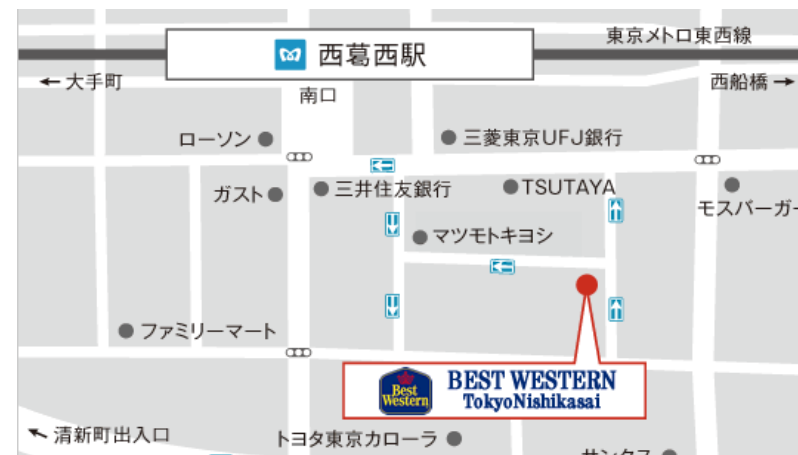 東京メトロ東西線
西葛西駅
←大手町
西船橋→
南口
ローソン
三菱東京UFJ銀行
ガスト
三井住友銀行
TSUTAYA
モスバーガー
マツモトキヨシ
ファミリーマート
Best
Western
BEST WESTERN
TokyoNishikasai
清新町出入口
トヨタ東京カローラ
サンクス